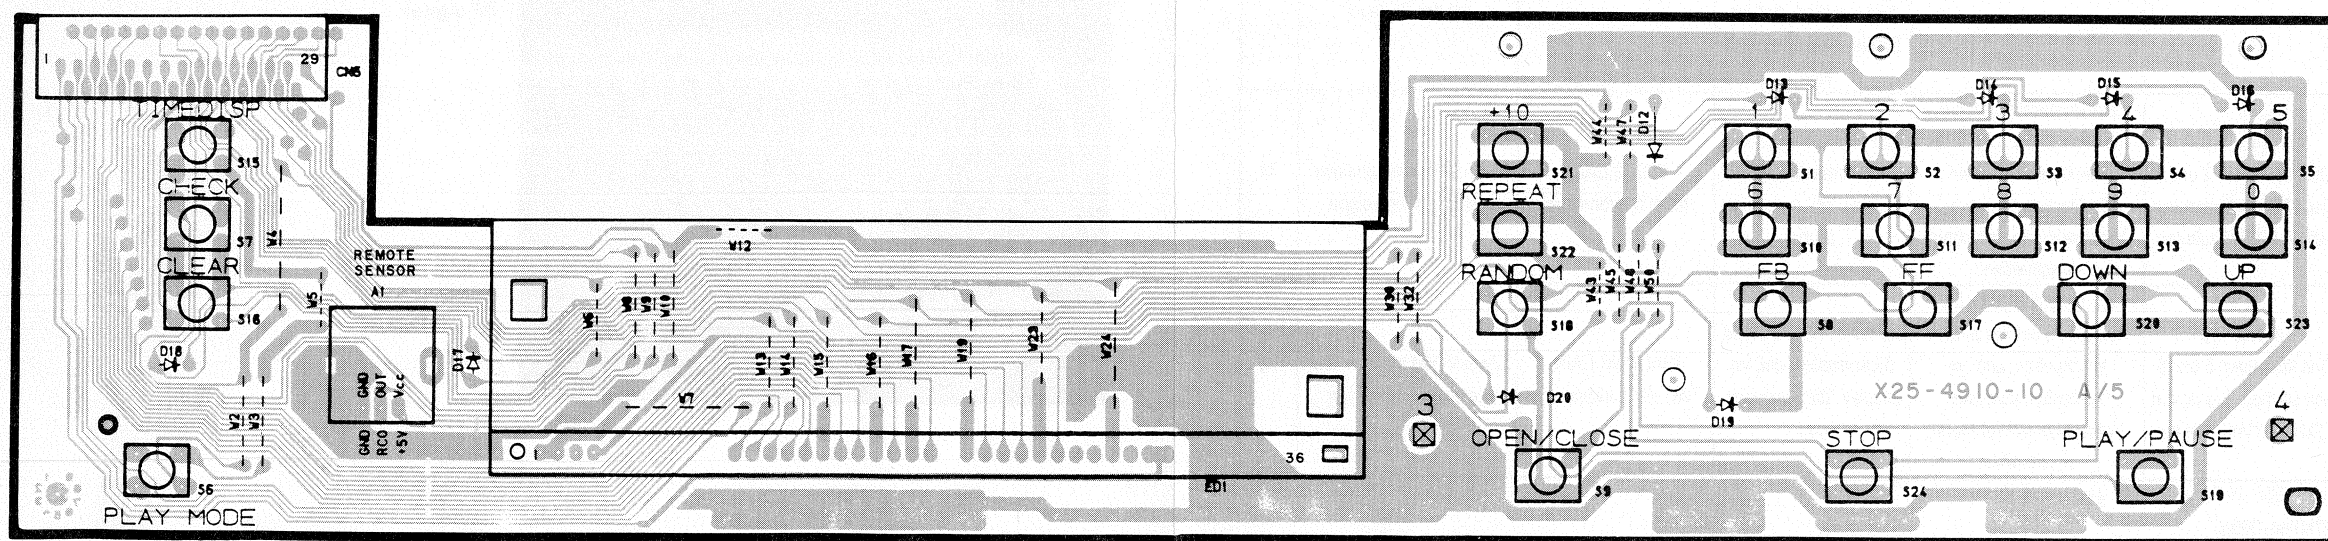 1
29
CN6
TIMEDISP
S15
CHECK
S7
W4
CLEAR
S16
W5
REMOTE
SENSOR
A1
D18
D17
GND
OUT
Vcc
GND
RCO
+5V
W2
W3
S6
PLAY MODE
W12
W6
W8
W9
W10
W7
W13
W14
W15
W16
W17
W19
W23
W24
1
36
ED1
W30
W32
+10
S21
REPEAT
S22
RANDOM
S18
W44
W47
D12
W43
W45
W48
W50
D13
D14
D15
D16
1
2
3
4
5
S1
S2
S3
S4
S5
6
7
8
9
0
S10
S11
S12
S13
S14
FB
FF
DOWN
UP
S8
S17
S20
S23
D20
D19
X25-4910-10 A/5
3
4
OPEN/CLOSE
STOP
PLAY/PAUSE
S9
S24
S19